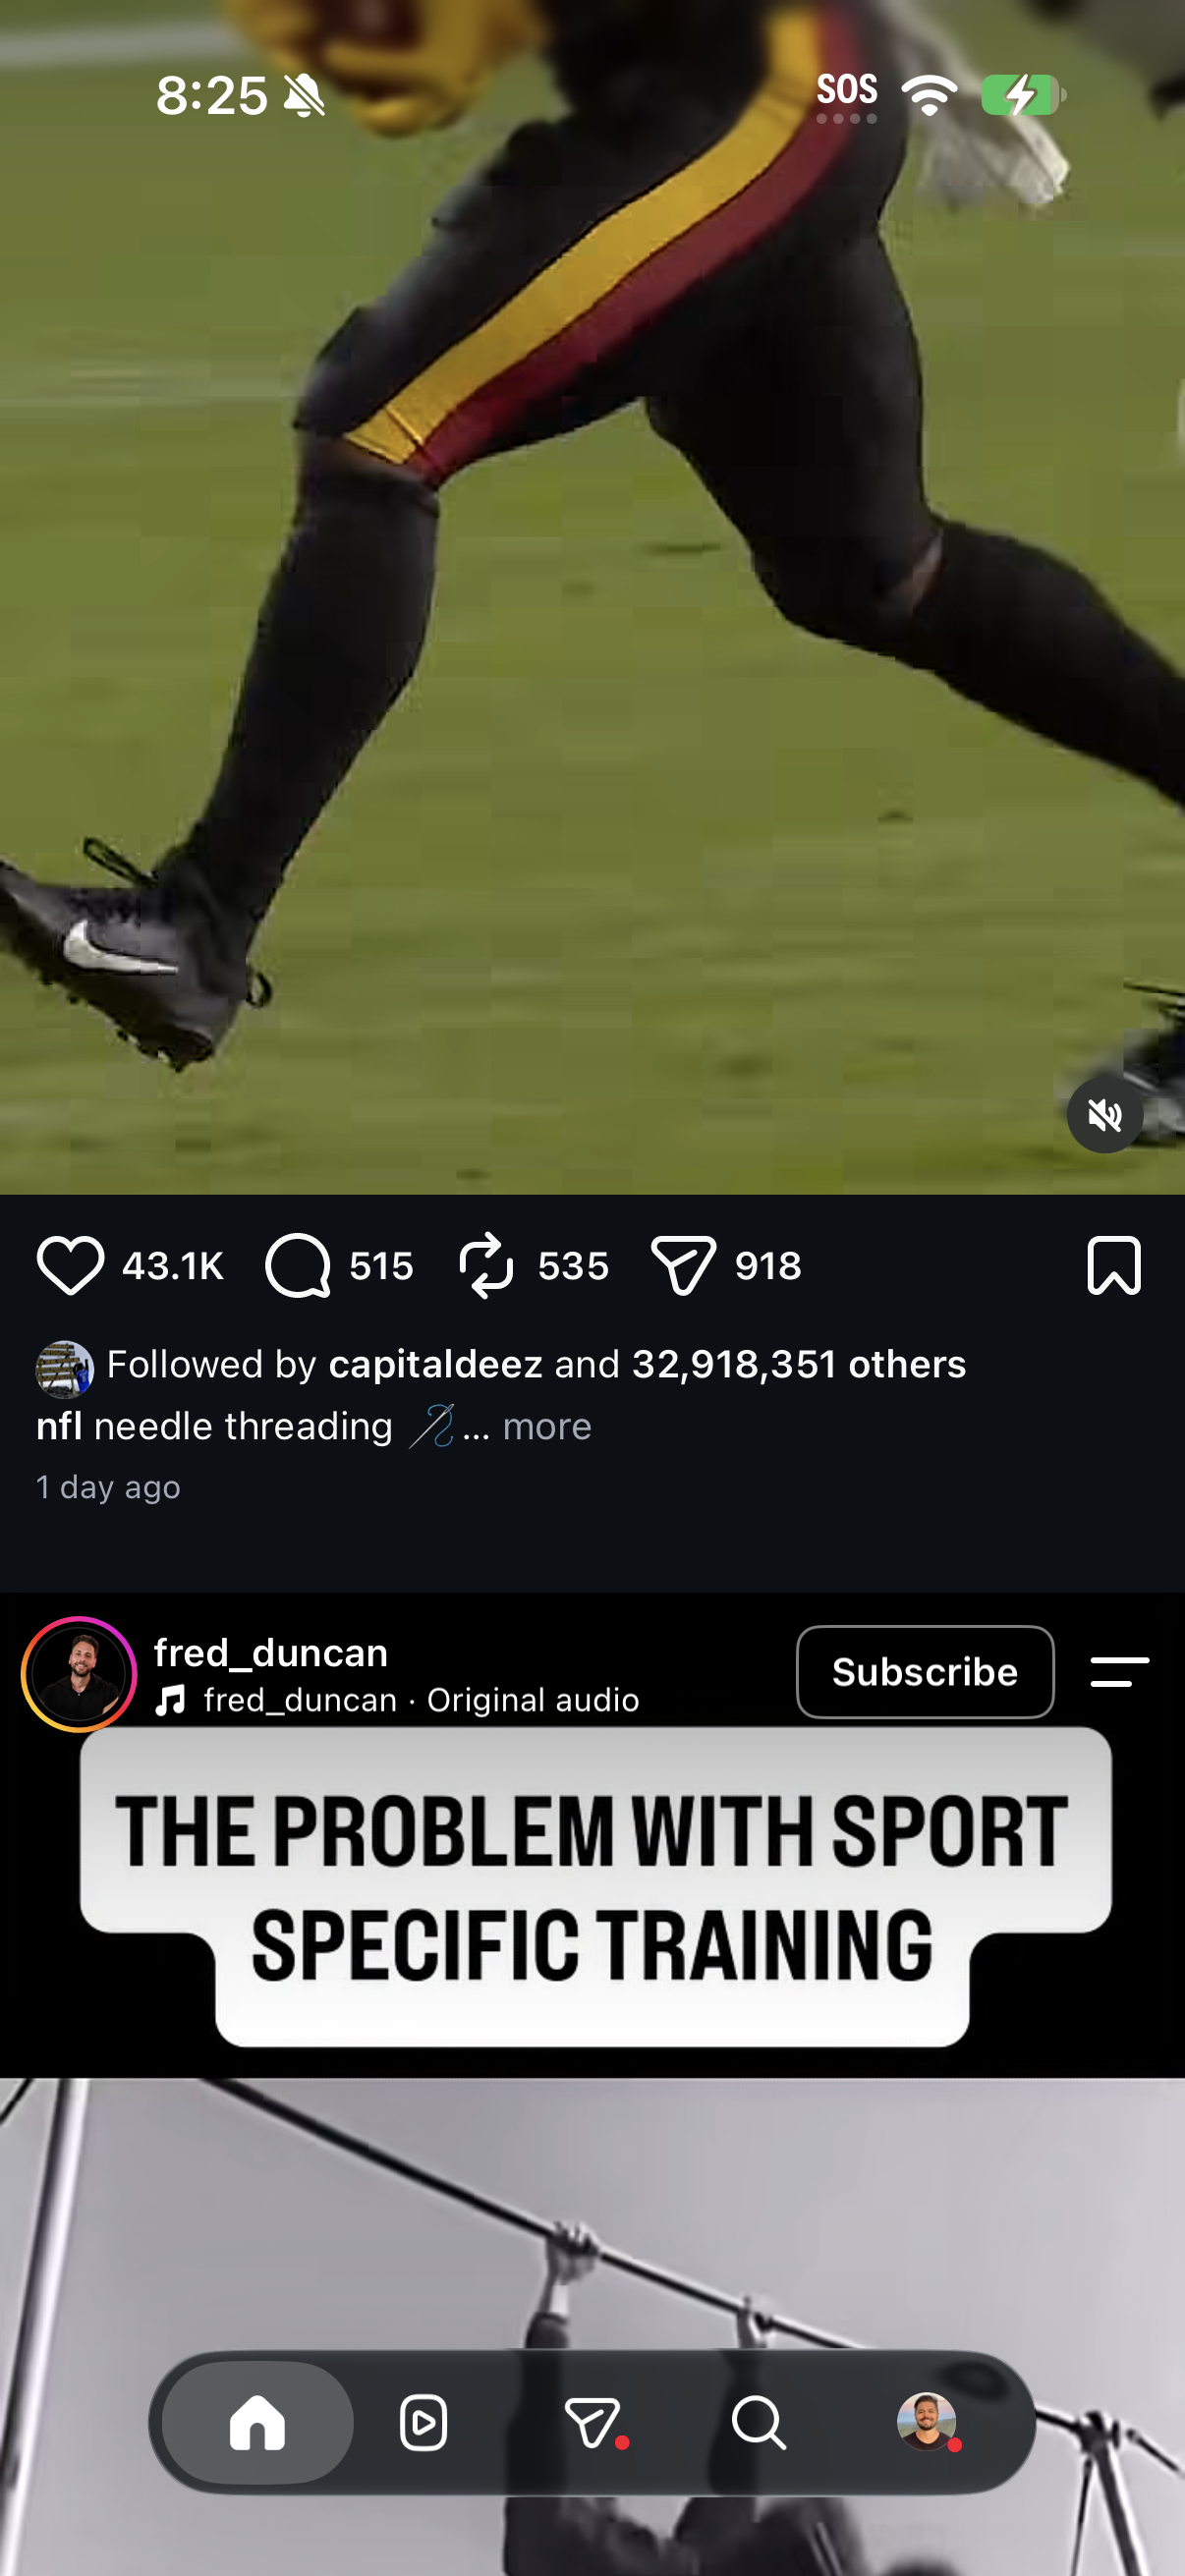 8:25
SOS
43.1K 515 535 918
Followed by capitaldeez and 32,918,351 others
nfl needle threading 🪡... more
1 day ago
fred_duncan
fred_duncan · Original audio
Subscribe
THE PROBLEM WITH SPORT
SPECIFIC TRAINING